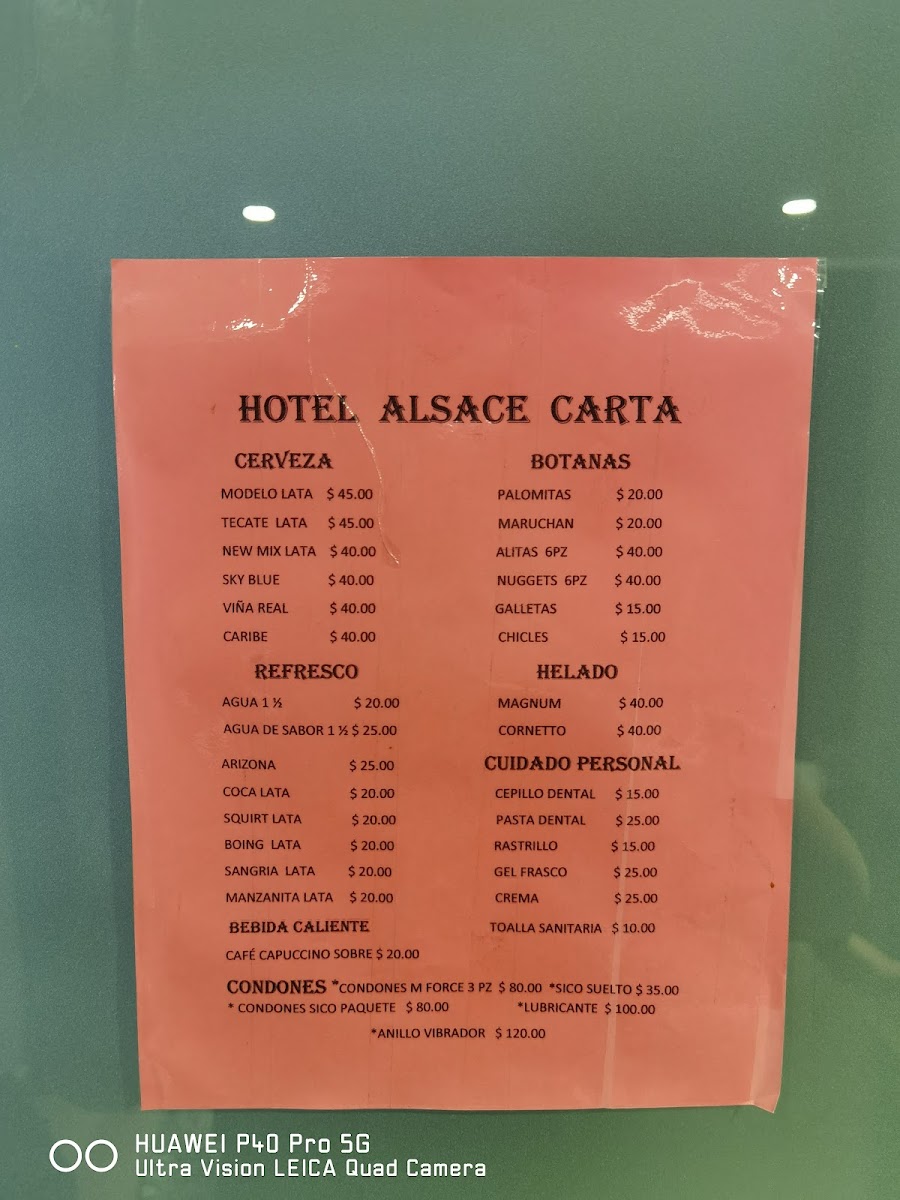 HOTEL ALSACE CARTA
CERVEZA
MODELO LATA $ 45.00
TECATE LATA $ 45.00
NEW MIX LATA $ 40.00
SKY BLUE $ 40.00
VIÑA REAL $ 40.00
CARIBE $ 40.00
REFRESCO
AGUA 1 ½ $ 20.00
AGUA DE SABOR 1 ½ $ 25.00
ARIZONA $ 25.00
COCA LATA $ 20.00
SQUIRT LATA $ 20.00
BOING LATA $ 20.00
SANGRIA LATA $ 20.00
MANZANITA LATA $ 20.00
BEBIDA CALIENTE
CAFÉ CAPUCCINO SOBRE $ 20.00
BOTANAS
PALOMITAS $ 20.00
MARUCHAN $ 20.00
ALITAS 6PZ $ 40.00
NUGGETS 6PZ $ 40.00
GALLETAS $ 15.00
CHICLES $ 15.00
HELADO
MAGNUM $ 40.00
CORNETTO $ 40.00
CUIDADO PERSONAL
CEPILLO DENTAL $ 15.00
PASTA DENTAL $ 25.00
RASTRILLO $ 15.00
GEL FRASCO $ 25.00
CREMA $ 25.00
TOALLA SANITARIA $ 10.00
CONDONES *CONDONES M FORCE 3 PZ $ 80.00 *SICO SUELTO $ 35.00
* CONDONES SICO PAQUETE $ 80.00 *LUBRICANTE $ 100.00
*ANILLO VIBRADOR $ 120.00
HUAWEI P40 Pro 5G
Ultra Vision LEICA Quad Camera